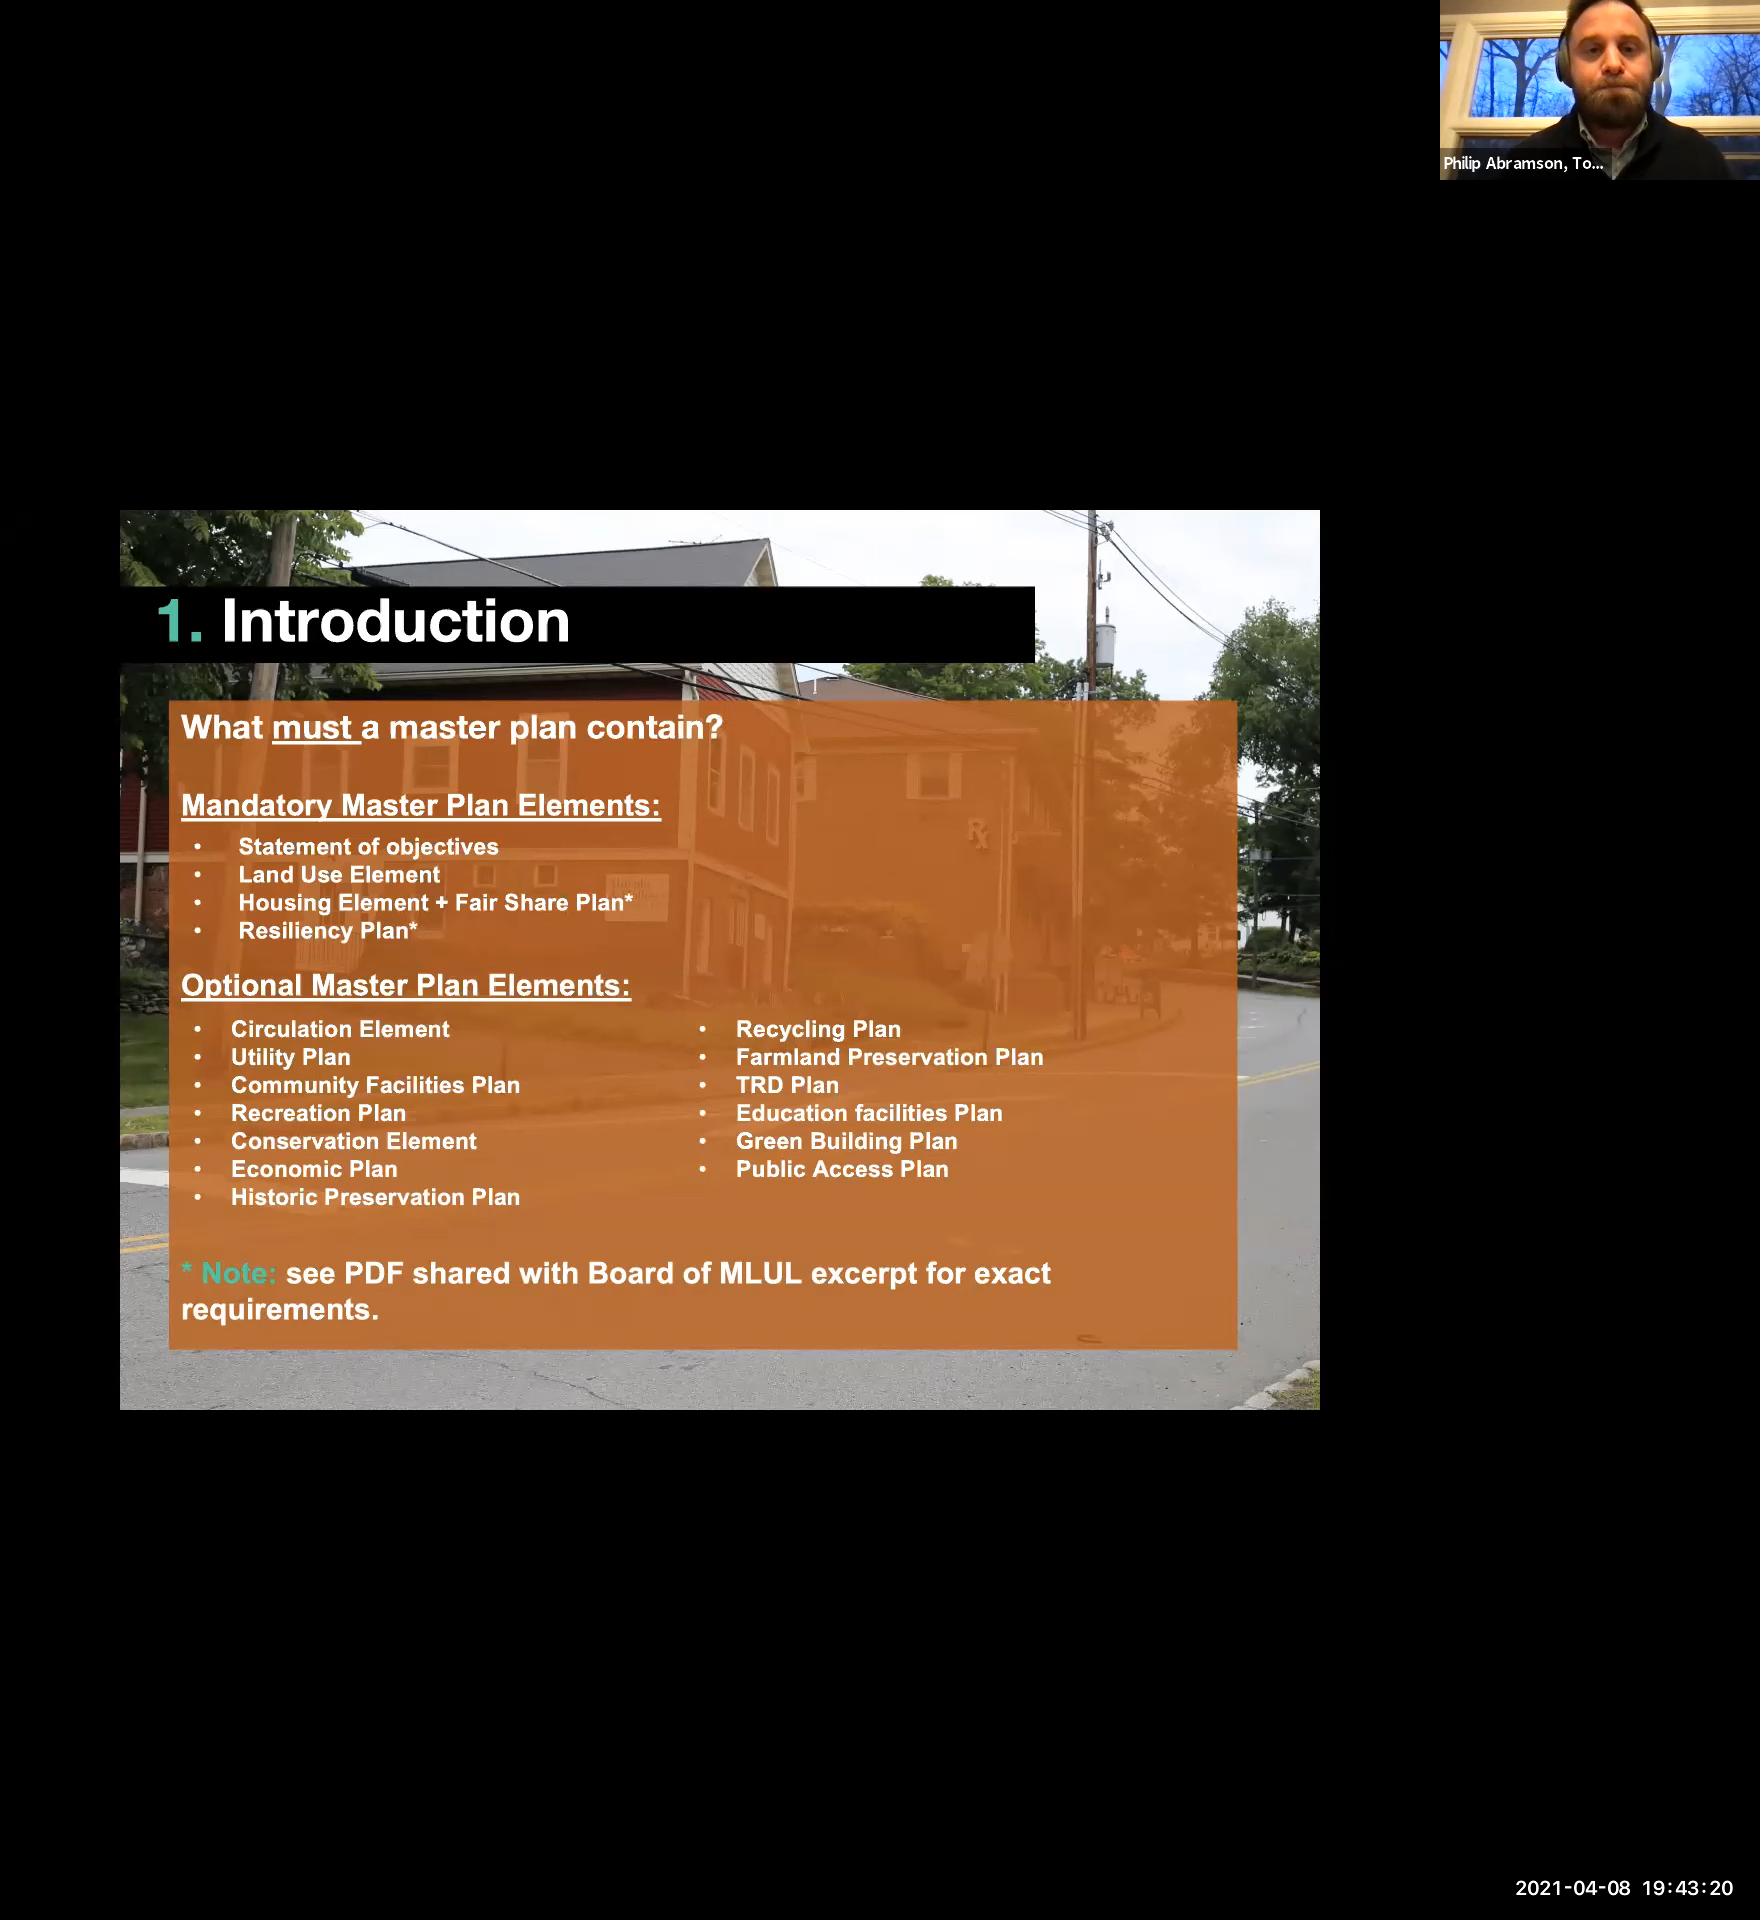 Philip Abramson, To...
1. Introduction
What must a master plan contain?
Mandatory Master Plan Elements:
• Statement of objectives
• Land Use Element
• Housing Element + Fair Share Plan*
• Resiliency Plan*
Optional Master Plan Elements:
• Circulation Element
• Utility Plan
• Community Facilities Plan
• Recreation Plan
• Conservation Element
• Economic Plan
• Historic Preservation Plan
• Recycling Plan
• Farmland Preservation Plan
• TRD Plan
• Education facilities Plan
• Green Building Plan
• Public Access Plan
* Note: see PDF shared with Board of MLUL excerpt for exact
requirements.
2021-04-08 19:43:20